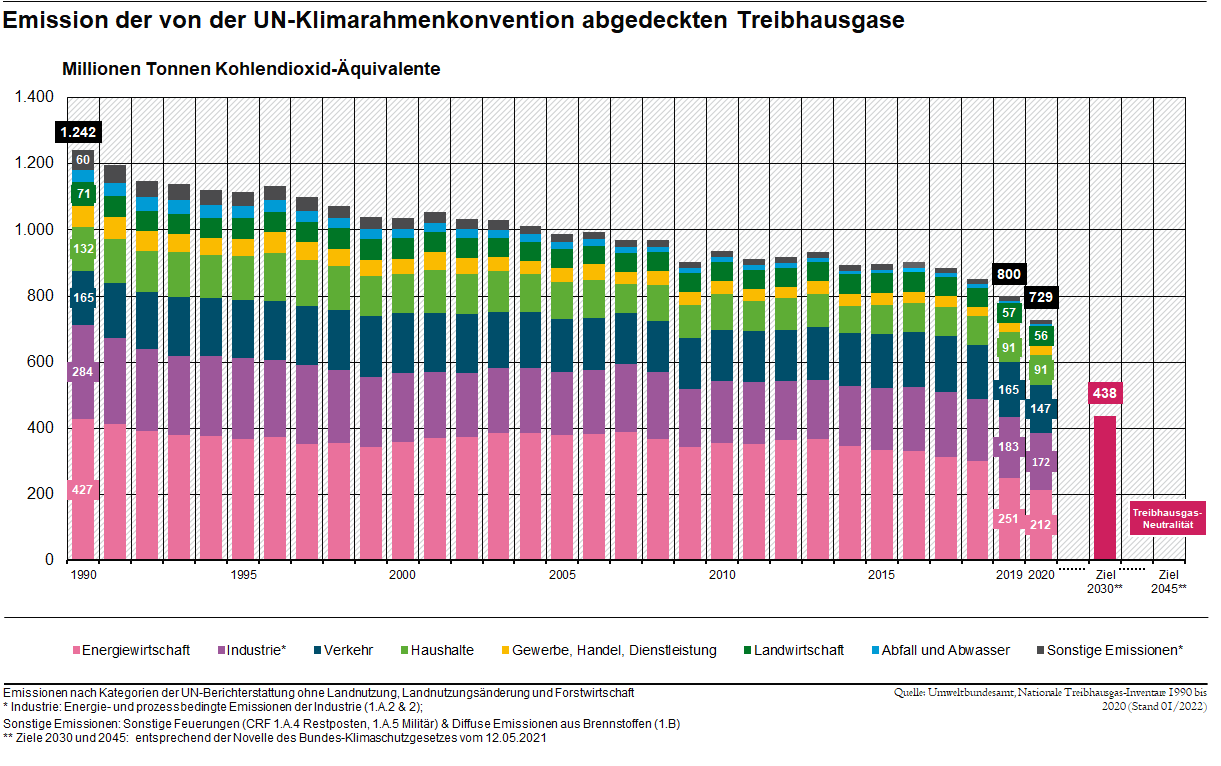 Emission der von der UN-Klimarahmenkonvention abgedeckten Treibhausgase
Millionen Tonnen Kohlendioxid-Äquivalente
1.400
1.200
1.000
800
600
400
200
0
1.242
60
71
132
165
284
427
800
57
91
165
183
251
729
56
91
147
172
212
438
Treibhausgas-
Neutralität
1990
1995
2000
2005
2010
2015
2019
2020
Ziel
2030**
Ziel
2045**
Energiewirtschaft
Industrie*
Verkehr
Haushalte
Gewerbe, Handel, Dienstleistung
Landwirtschaft
Abfall und Abwasser
Sonstige Emissionen*
Emissionen nach Kategorien der UN-Berichterstattung ohne Landnutzung, Landnutzungsänderung und Forstwirtschaft
* Industrie: Energie- und prozessbedingte Emissionen der Industrie (1.A.2 & 2);
Sonstige Emissionen: Sonstige Feuerungen (CRF 1.A.4 Restposten, 1.A.5 Militär) & Diffuse Emissionen aus Brennstoffen (1.B)
** Ziele 2030 und 2045: entsprechend der Novelle des Bundes-Klimaschutzgesetzes vom 12.05.2021
Quelle: Umweltbundesamt, Nationale Treibhausgas-Inventare 1990 bis
2020 (Stand 01/2022)